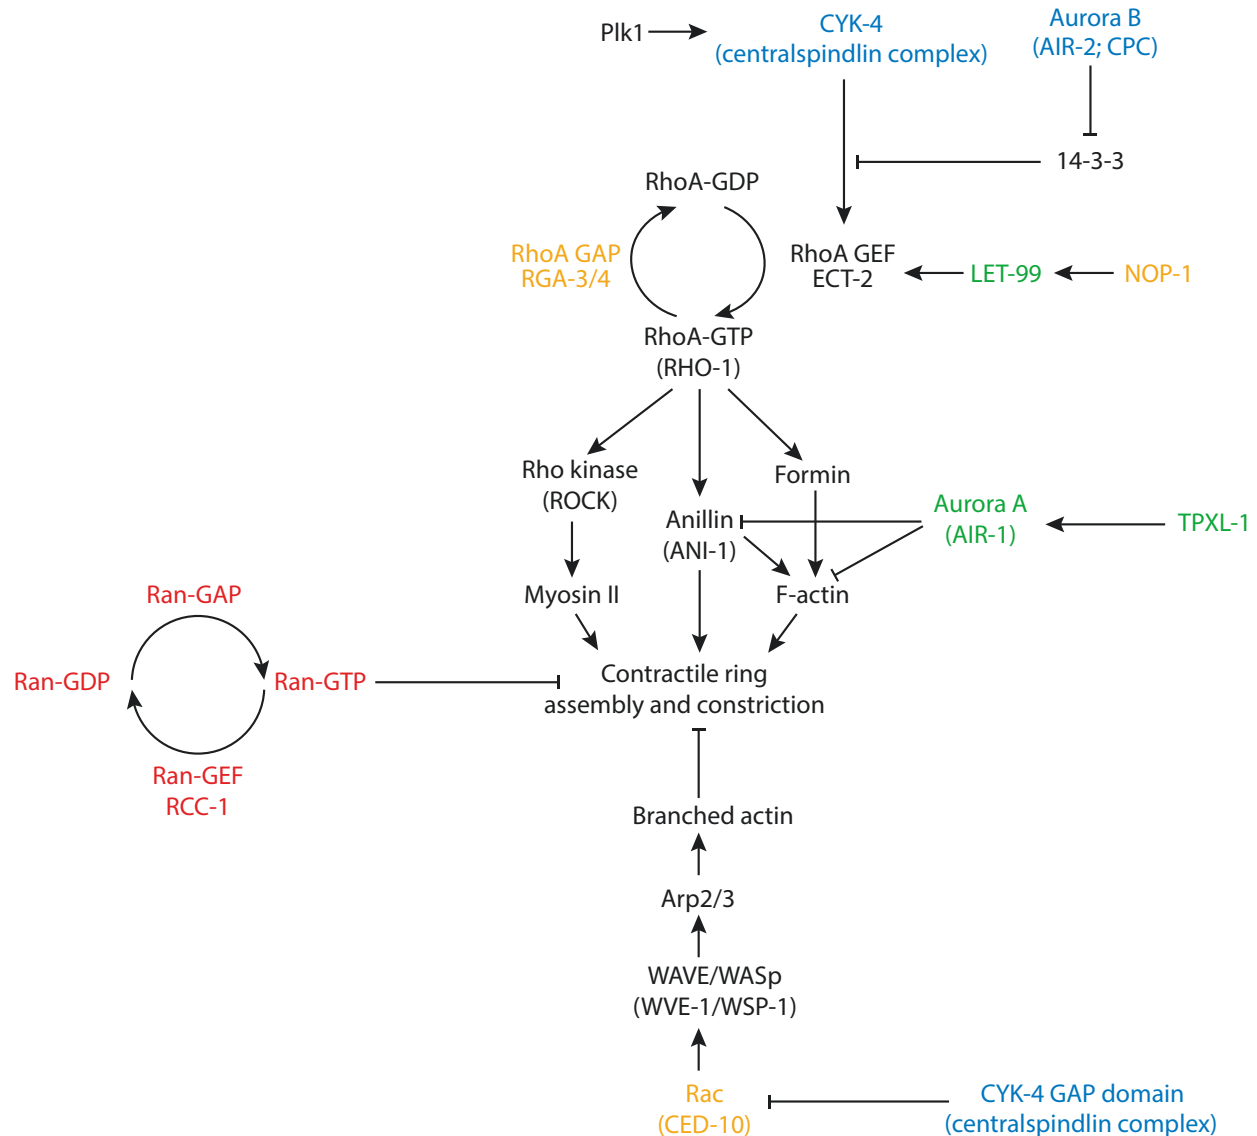 Plk1
CYK-4
(centralspindlin complex)
Aurora B
(AIR-2; CPC)
14-3-3
RhoA-GDP
RhoA GAP
RGA-3/4
RhoA GEF
ECT-2
LET-99
NOP-1
RhoA-GTP
(RHO-1)
Rho kinase
(ROCK)
Formin
Anillin
(ANI-1)
Aurora A
(AIR-1)
TPXL-1
Myosin II
F-actin
Ran-GAP
Ran-GDP
Ran-GTP
Ran-GEF
RCC-1
Contractile ring
assembly and constriction
Branched actin
Arp2/3
WAVE/WASp
(WVE-1/WSP-1)
Rac
(CED-10)
CYK-4 GAP domain
(centralspindlin complex)